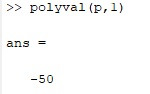 >> polyval(p,1)
ans =
-50